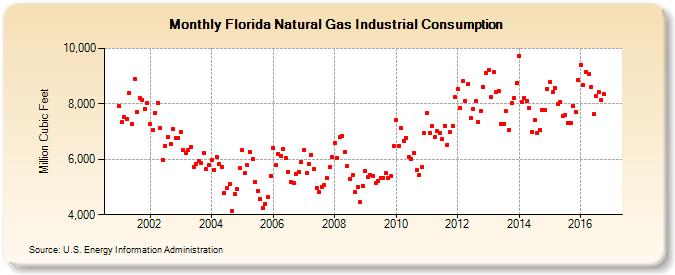 Monthly Florida Natural Gas Industrial Consumption
Million Cubic Feet
10,000
8,000
6,000
4,000
2002 2004 2006 2008 2010 2012 2014 2016
Source: U.S. Energy Information Administration